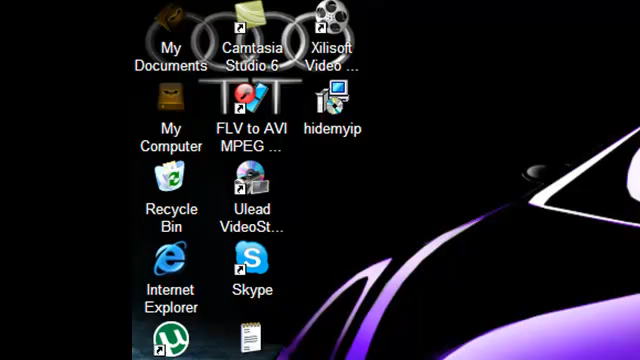 My
Documents
Camtasia
Studio 6
Xilisoft
Video ...
My
Computer
FLV to AVI
MPEG ...
hidemyip
Recycle
Bin
Ulead
VideoSt...
Internet
Explorer
Skype